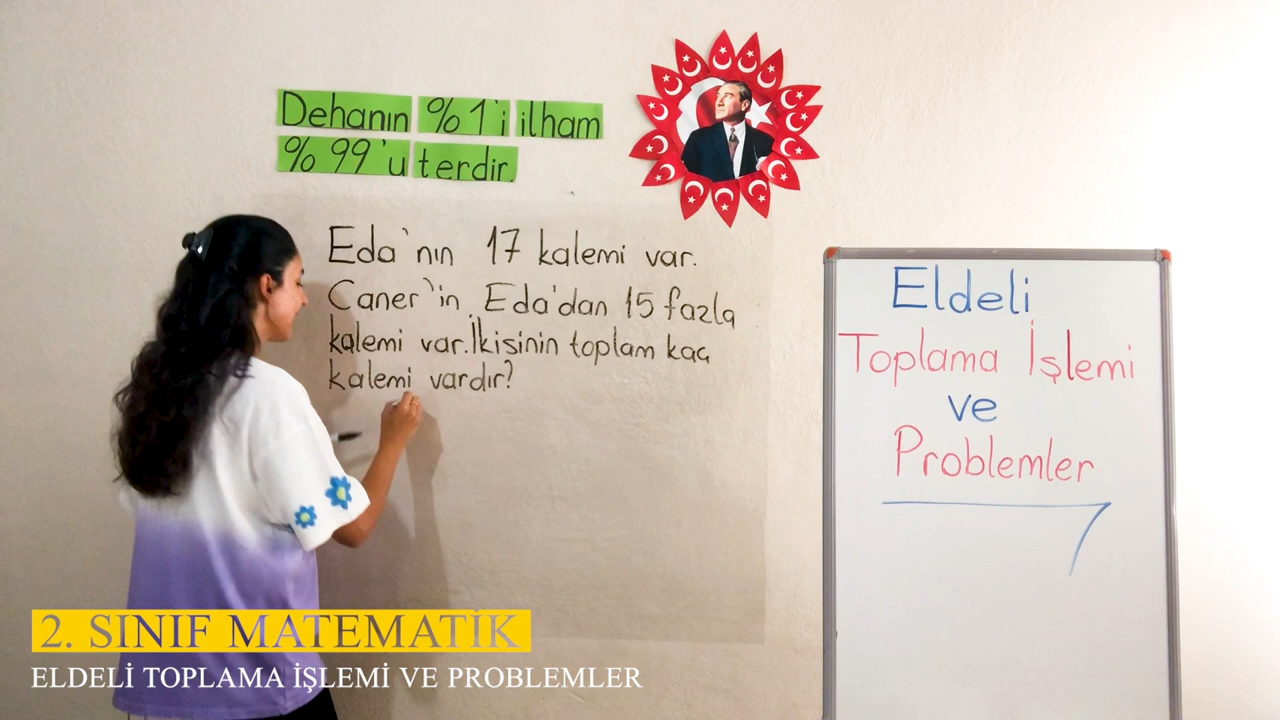 Dehanın %1'i ilham
%99'u terdir.
Eda'nın 17 kalemi var.
Caner'in Eda'dan 15 fazla
kalemi var. İkisinin toplam kaç
kalemi vardır?
Eldeli
Toplama İşlemi
ve
Problemler
2. SINIF MATEMATİK
ELDELİ TOPLAMA İŞLEMİ VE PROBLEMLER